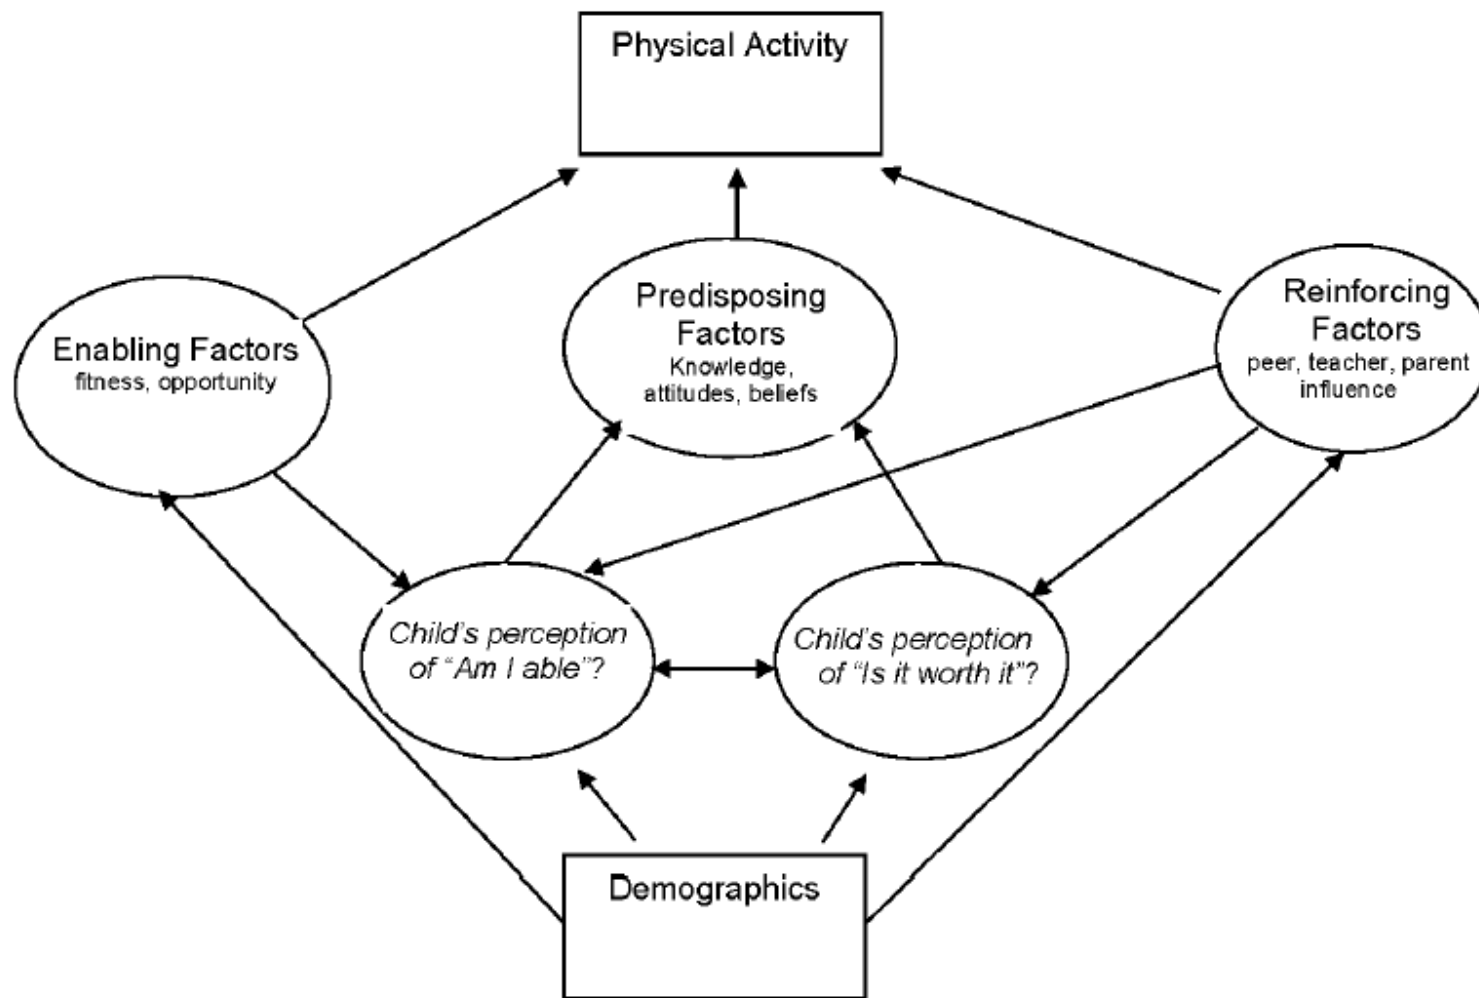 Physical Activity
Predisposing
Factors
Knowledge,
attitudes, beliefs
Reinforcing
Factors
peer, teacher, parent
influence
Enabling Factors
fitness, opportunity
Child's perception
of "Am I able"?
Child's perception
of "Is it worth it"?
Demographics